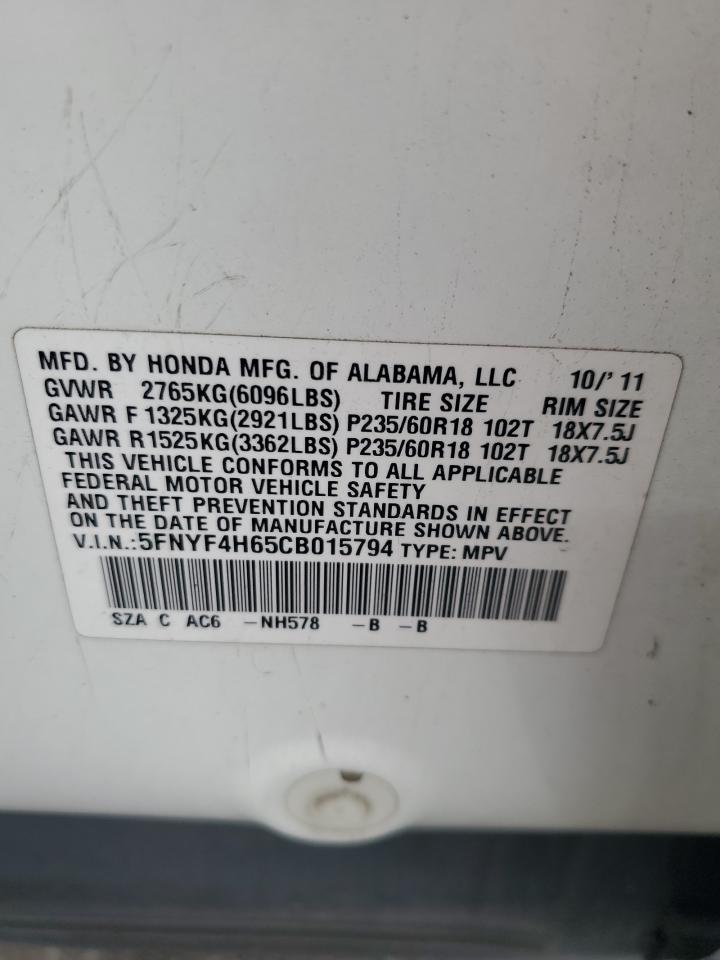 MFD. BY HONDA MFG. OF ALABAMA, LLC 10/'11
GVWR 2765KG(6096LBS) TIRE SIZE RIM SIZE
GAWR F 1325KG(2921LBS) P235/60R18 102T 18X7.5J
GAWR R1525KG(3362LBS) P235/60R18 102T 18X7.5J
THIS VEHICLE CONFORMS TO ALL APPLICABLE
FEDERAL MOTOR VEHICLE SAFETY
AND THEFT PREVENTION STANDARDS IN EFFECT
ON THE DATE OF MANUFACTURE SHOWN ABOVE.
V.I.N.:5FNYF4H65CB015794 TYPE: MPV
SZA C AC6 -NH578 -B -B